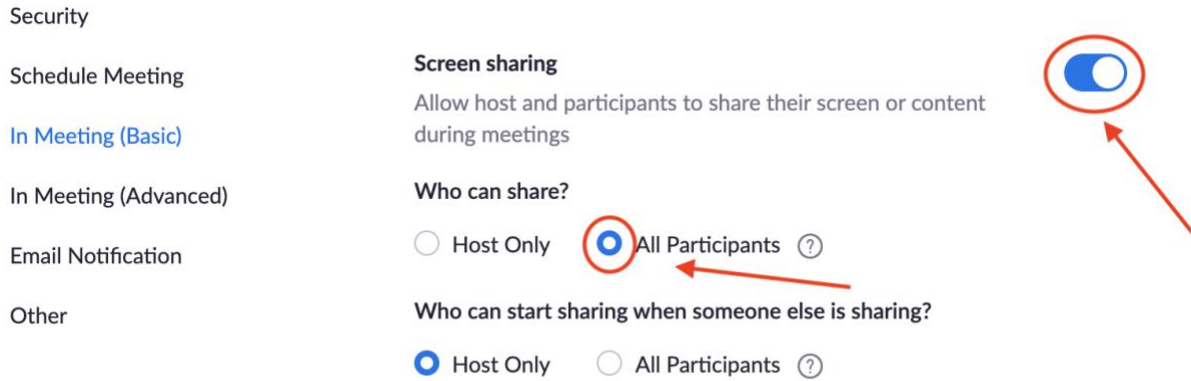 Security
Schedule Meeting
In Meeting (Basic)
In Meeting (Advanced)
Email Notification
Other
Screen sharing
Allow host and participants to share their screen or content
during meetings
Who can share?
Host Only All Participants ?
Who can start sharing when someone else is sharing?
Host Only All Participants ?